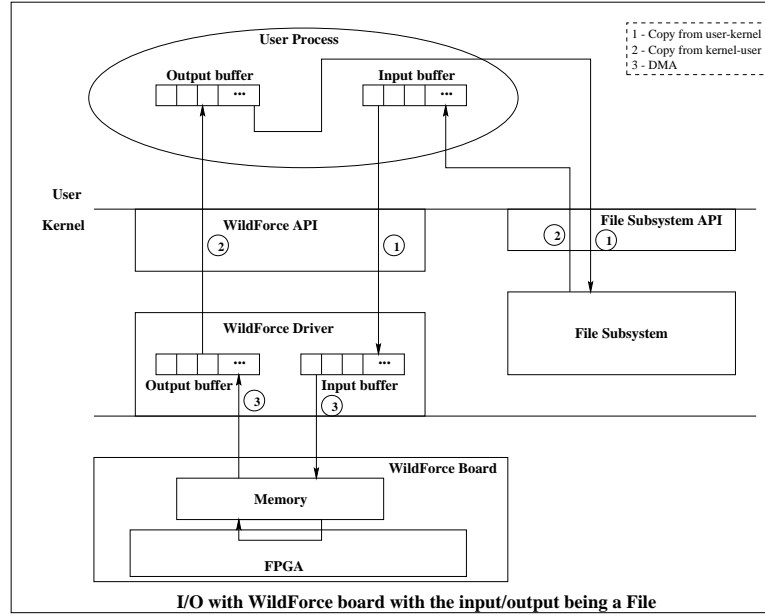 1 - Copy from user-kernel
2 - Copy from kernel-user
3 - DMA
User Process
Output buffer
Input buffer
...
...
User
Kernel
WildForce API
File Subsystem API
2
1
2
1
WildForce Driver
File Subsystem
...
...
Output buffer
Input buffer
3
3
WildForce Board
Memory
FPGA
I/O with WildForce board with the input/output being a File